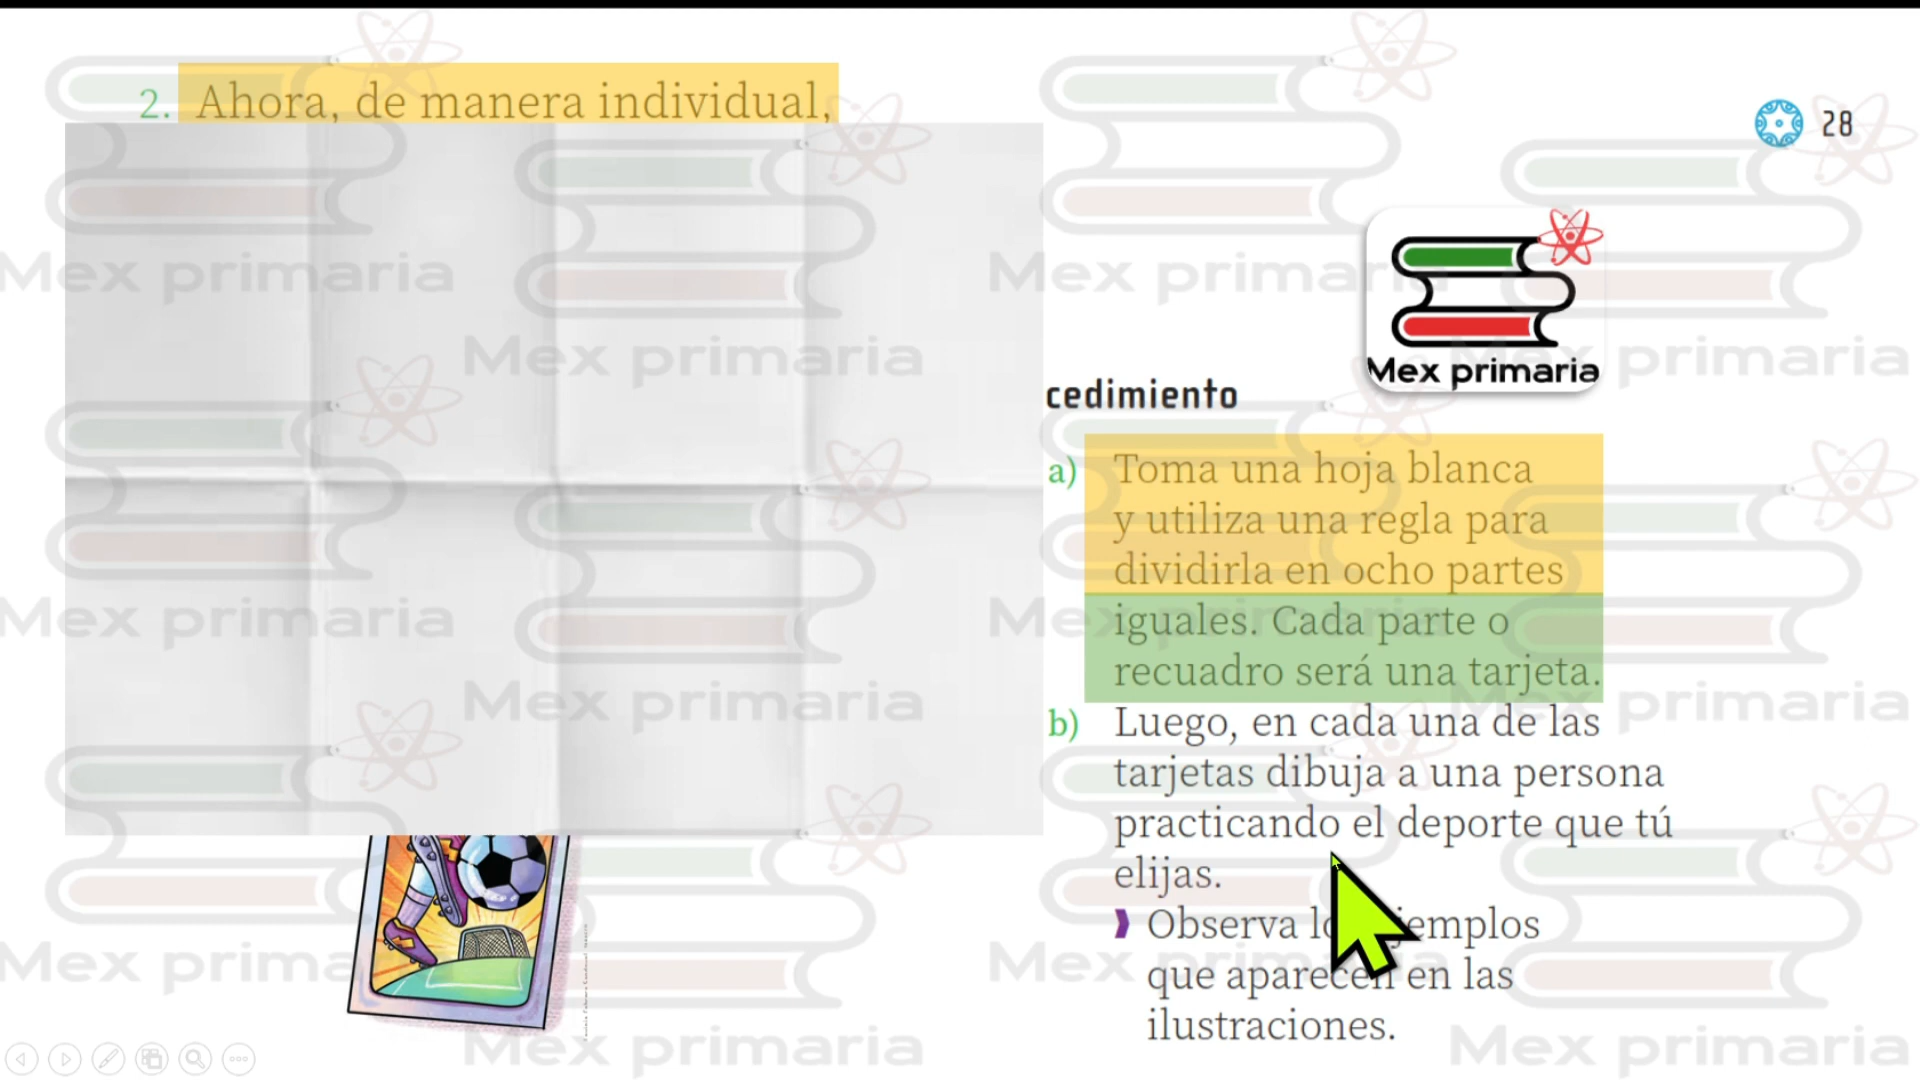 2. Ahora, de manera individual,
28
Mex primaria
cedimiento
a) Toma una hoja blanca
y utiliza una regla para
dividirla en ocho partes
iguales. Cada parte o
recuadro será una tarjeta.
b) Luego, en cada una de las
tarjetas dibuja a una persona
practicando el deporte que tú
elijas.
Observa emplos
que aparecen en las
ilustraciones.